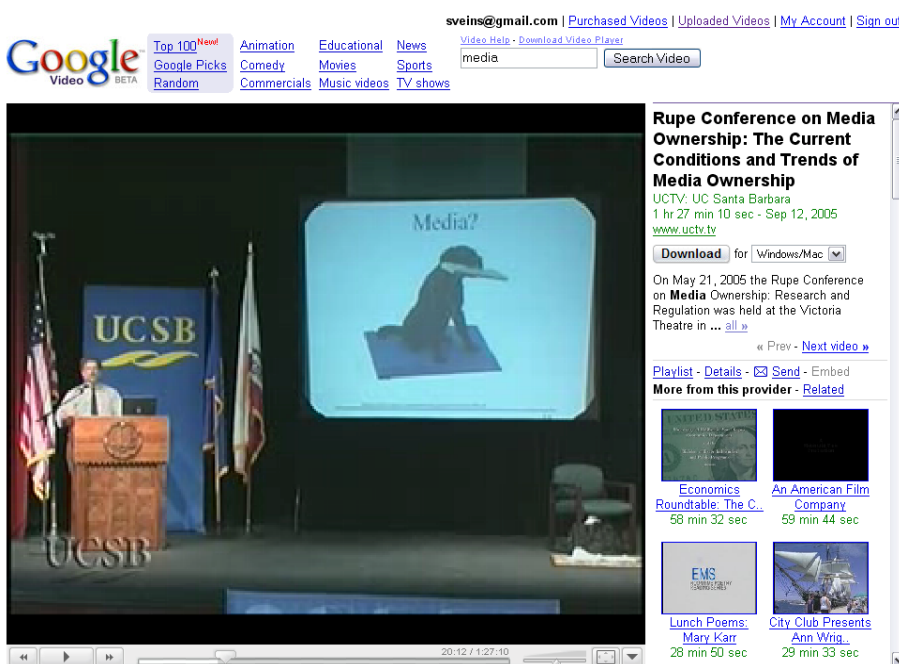 sveins@gmail.com | Purchased Videos | Uploaded Videos | My Account | Sign out
Google
Video BETA
Top 100 New!
Google Picks
Random
Animation
Comedy
Commercials
Educational
Movies
Music videos
News
Sports
TV shows
Video Help - Download Video Player
media
Search Video
Media?
UCSB
UCSB
20:12 / 1:27:10
Rupe Conference on Media
Ownership: The Current
Conditions and Trends of
Media Ownership
UCTV: UC Santa Barbara
1 hr 27 min 10 sec - Sep 12, 2005
www.uctv.tv
Download for Windows/Mac
On May 21, 2005 the Rupe Conference
on Media Ownership: Research and
Regulation was held at the Victoria
Theatre in ... all »
« Prev - Next video »
Playlist - Details - Send - Embed
More from this provider - Related
UNITED STATES
Economics
Roundtable: The C..
58 min 32 sec
An American Film
Company
59 min 44 sec
EMS
Lunch Poems:
Mary Karr
28 min 50 sec
City Club Presents
Ann Wrig..
29 min 33 sec